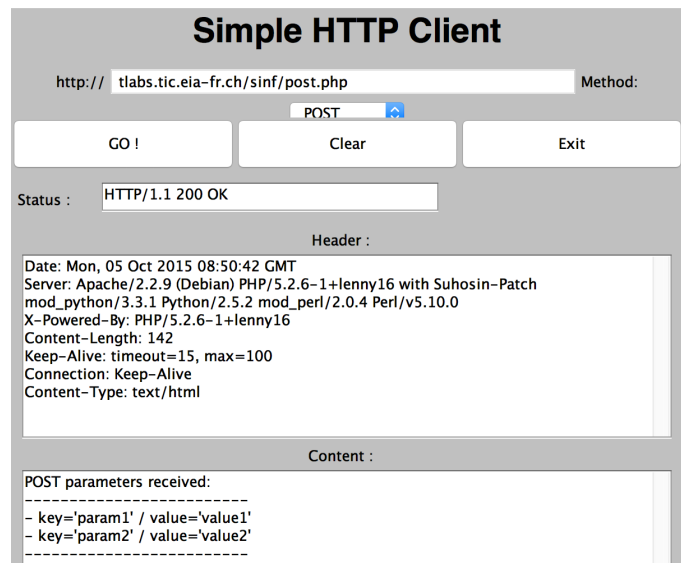 Simple HTTP Client
http:// tlabs.tic.eia-fr.ch/sinf/post.php Method:
POST
GO ! Clear Exit
Status : HTTP/1.1 200 OK
Header :
Date: Mon, 05 Oct 2015 08:50:42 GMT
Server: Apache/2.2.9 (Debian) PHP/5.2.6-1+lenny16 with Suhosin-Patch
mod_python/3.3.1 Python/2.5.2 mod_perl/2.0.4 Perl/v5.10.0
X-Powered-By: PHP/5.2.6-1+lenny16
Content-Length: 142
Keep-Alive: timeout=15, max=100
Connection: Keep-Alive
Content-Type: text/html
Content :
POST parameters received:
-------------------------
- key='param1' / value='value1'
- key='param2' / value='value2'
-------------------------